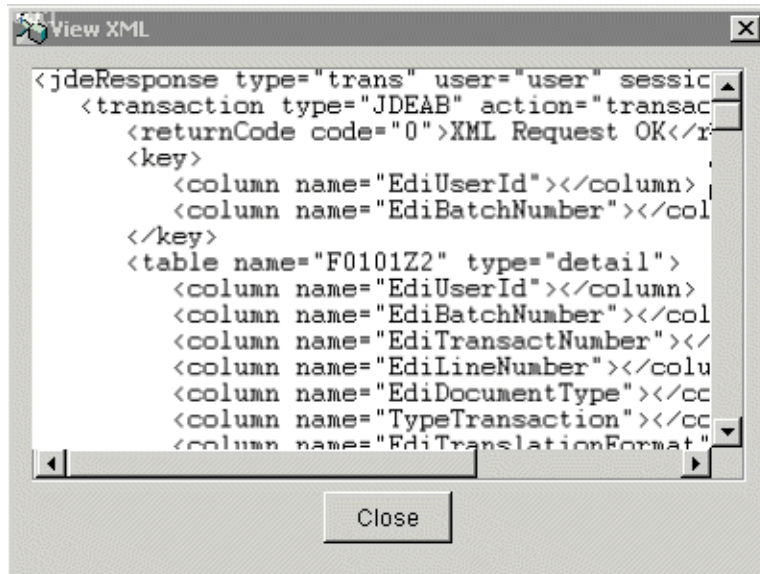 View XML
<jdeResponse type="trans" user="user" sessic
<transaction type="JDEAB" action="transac
<returnCode code="0">XML Request OK</r
<key>
<column name="EdiUserId"></column>
<column name="EdiBatchNumber"></col
</key>
<table name="F0101Z2" type="detail">
<column name="EdiUserId"></column>
<column name="EdiBatchNumber"></col
<column name="EdiTransactNumber"></
<column name="EdiLineNumber"></colu
<column name="EdiDocumentType"></cc
<column name="TypeTransaction"></cc
<column name="EdiTranslationFormat"
Close